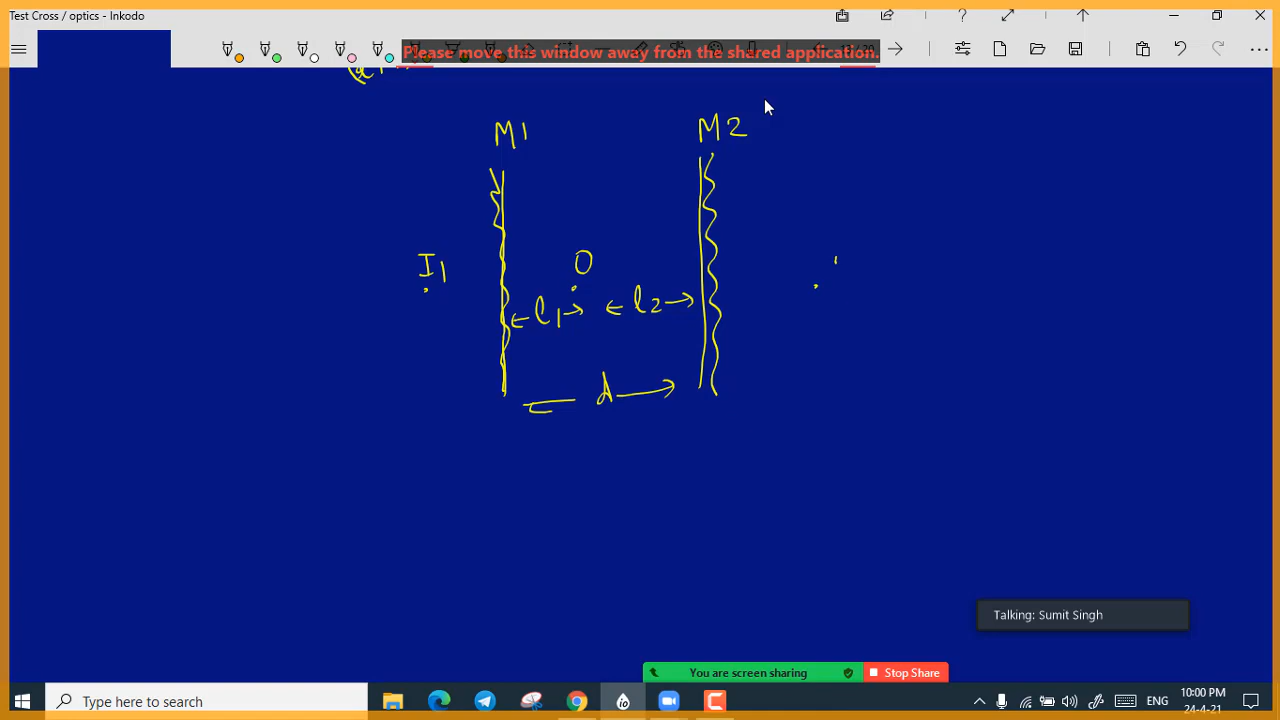 Test Cross / optics - Inkodo
Please move this window away from the shared application.
M1
M2
I1
O
l1
l2
d
Talking: Sumit Singh
You are screen sharing
Stop Share
Type here to search
ENG
10:00 PM
24-4-21